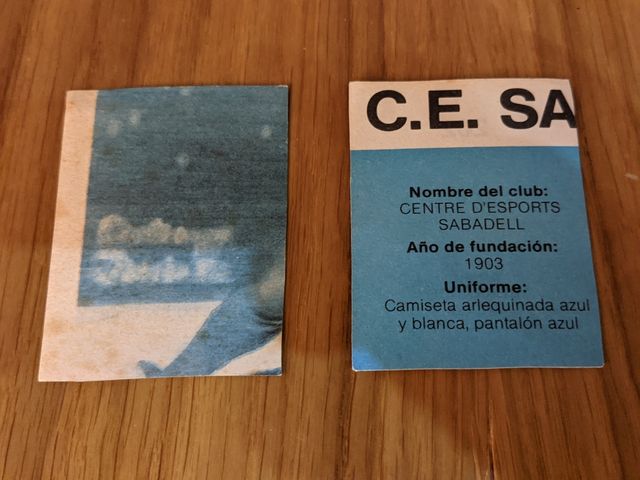 C.E. SA
Nombre del club:
CENTRE D'ESPORTS
SABADELL
Año de fundación:
1903
Uniforme:
Camiseta arlequinada azul
y blanca, pantalón azul